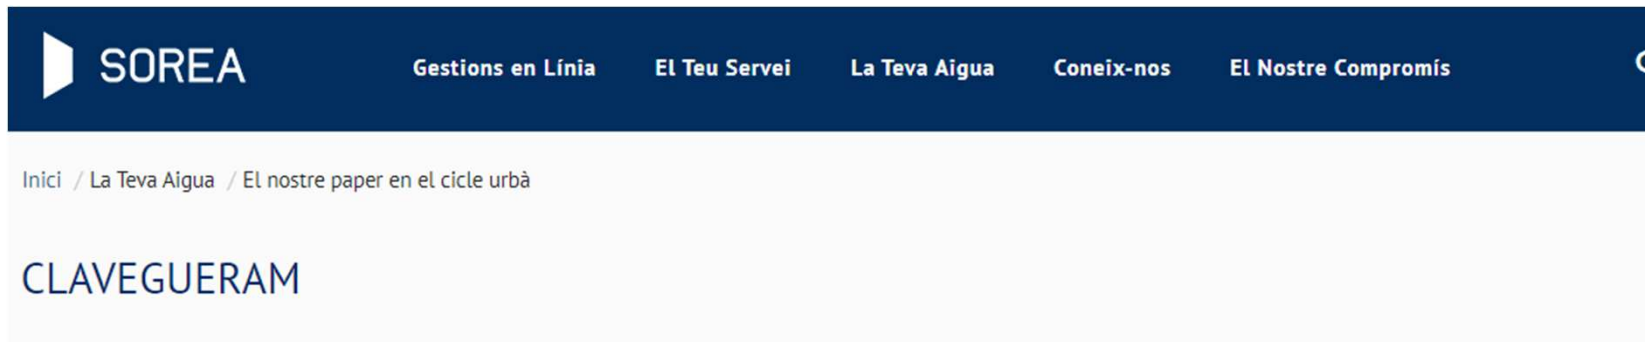 SOREA Gestions en Línia El Teu Servei La Teva Aigua Coneix-nos El Nostre Compromís
Inici / La Teva Aigua / El nostre paper en el cicle urbà
CLAVEGUERAM